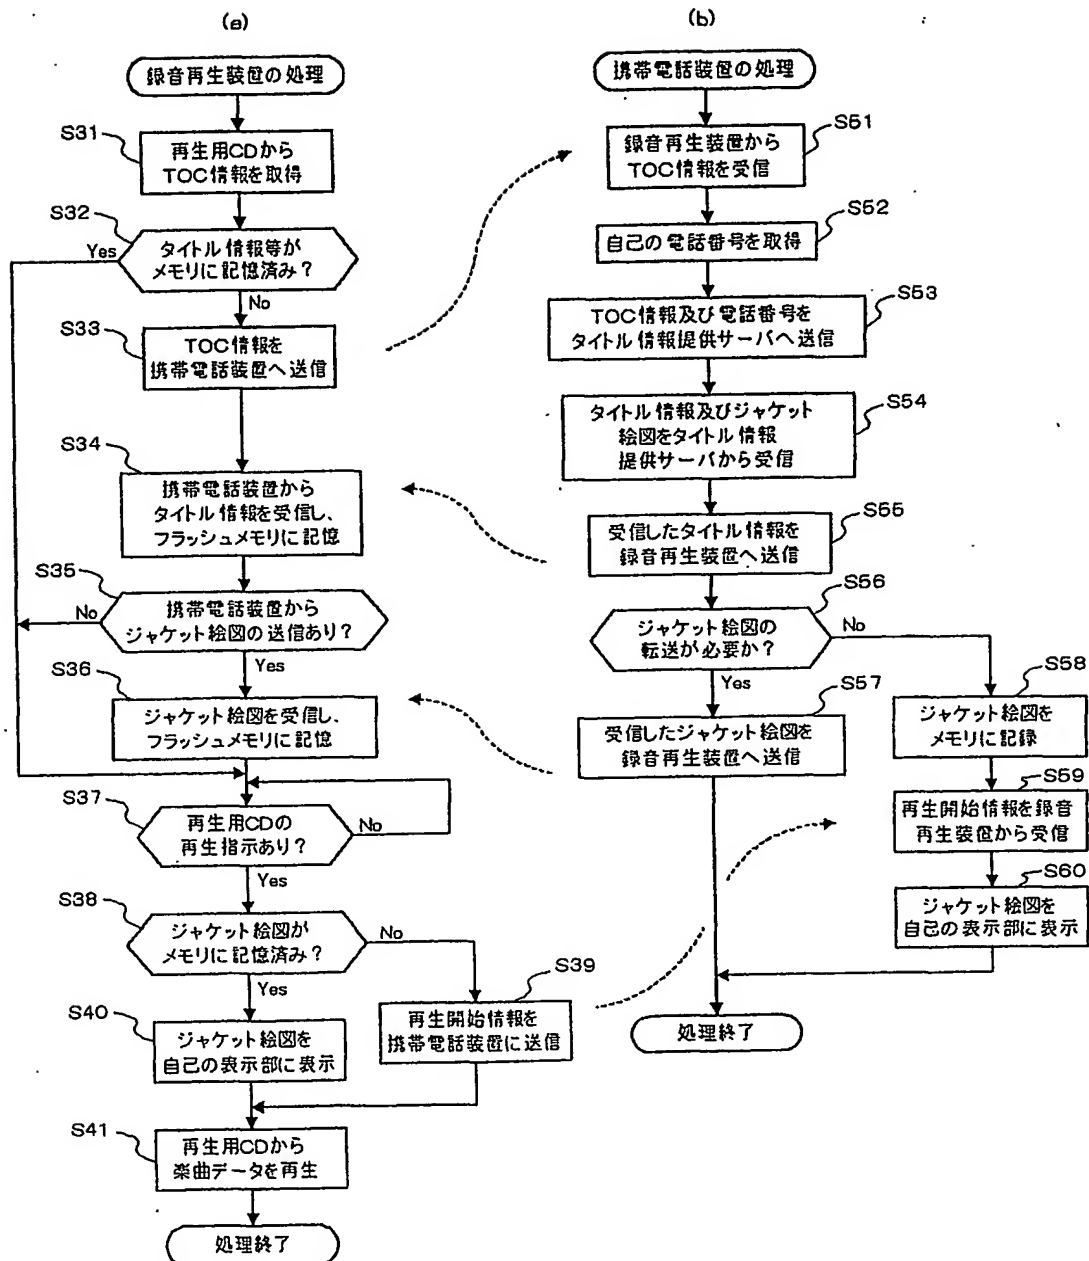 (a)
録音再生装置の処理
S31
再生用CDから
TOC情報を取得
S32
Yes
タイトル情報等が
メモリに記憶済み?
No
S33
TOC情報を
携帯電話装置へ送信
S34
携帯電話装置から
タイトル情報を受信し、
フラッシュメモリに記憶
S35
No
携帯電話装置から
ジャケット絵図の送信あり?
Yes
S36
ジャケット絵図を受信し、
フラッシュメモリに記憶
S37
再生用CDの
再生指示あり?
No
Yes
S38
ジャケット絵図が
メモリに記憶済み?
No
Yes
S39
再生開始情報を
携帯電話装置に送信
S40
ジャケット絵図を
自己の表示部に表示
S41
再生用CDから
楽曲データを再生
処理終了
(b)
携帯電話装置の処理
S51
録音再生装置から
TOC情報を受信
S52
自己の電話番号を取得
S53
TOC情報及び電話番号を
タイトル情報提供サーバへ送信
S54
タイトル情報及びジャケット
絵図をタイトル情報
提供サーバから受信
S55
受信したタイトル情報を
録音再生装置へ送信
S56
ジャケット絵図の
転送が必要か?
No
Yes
S57
受信したジャケット絵図を
録音再生装置へ送信
S58
ジャケット絵図を
メモリに記録
S59
再生開始情報を録音
再生装置から受信
S60
ジャケット絵図を
自己の表示部に表示
処理終了